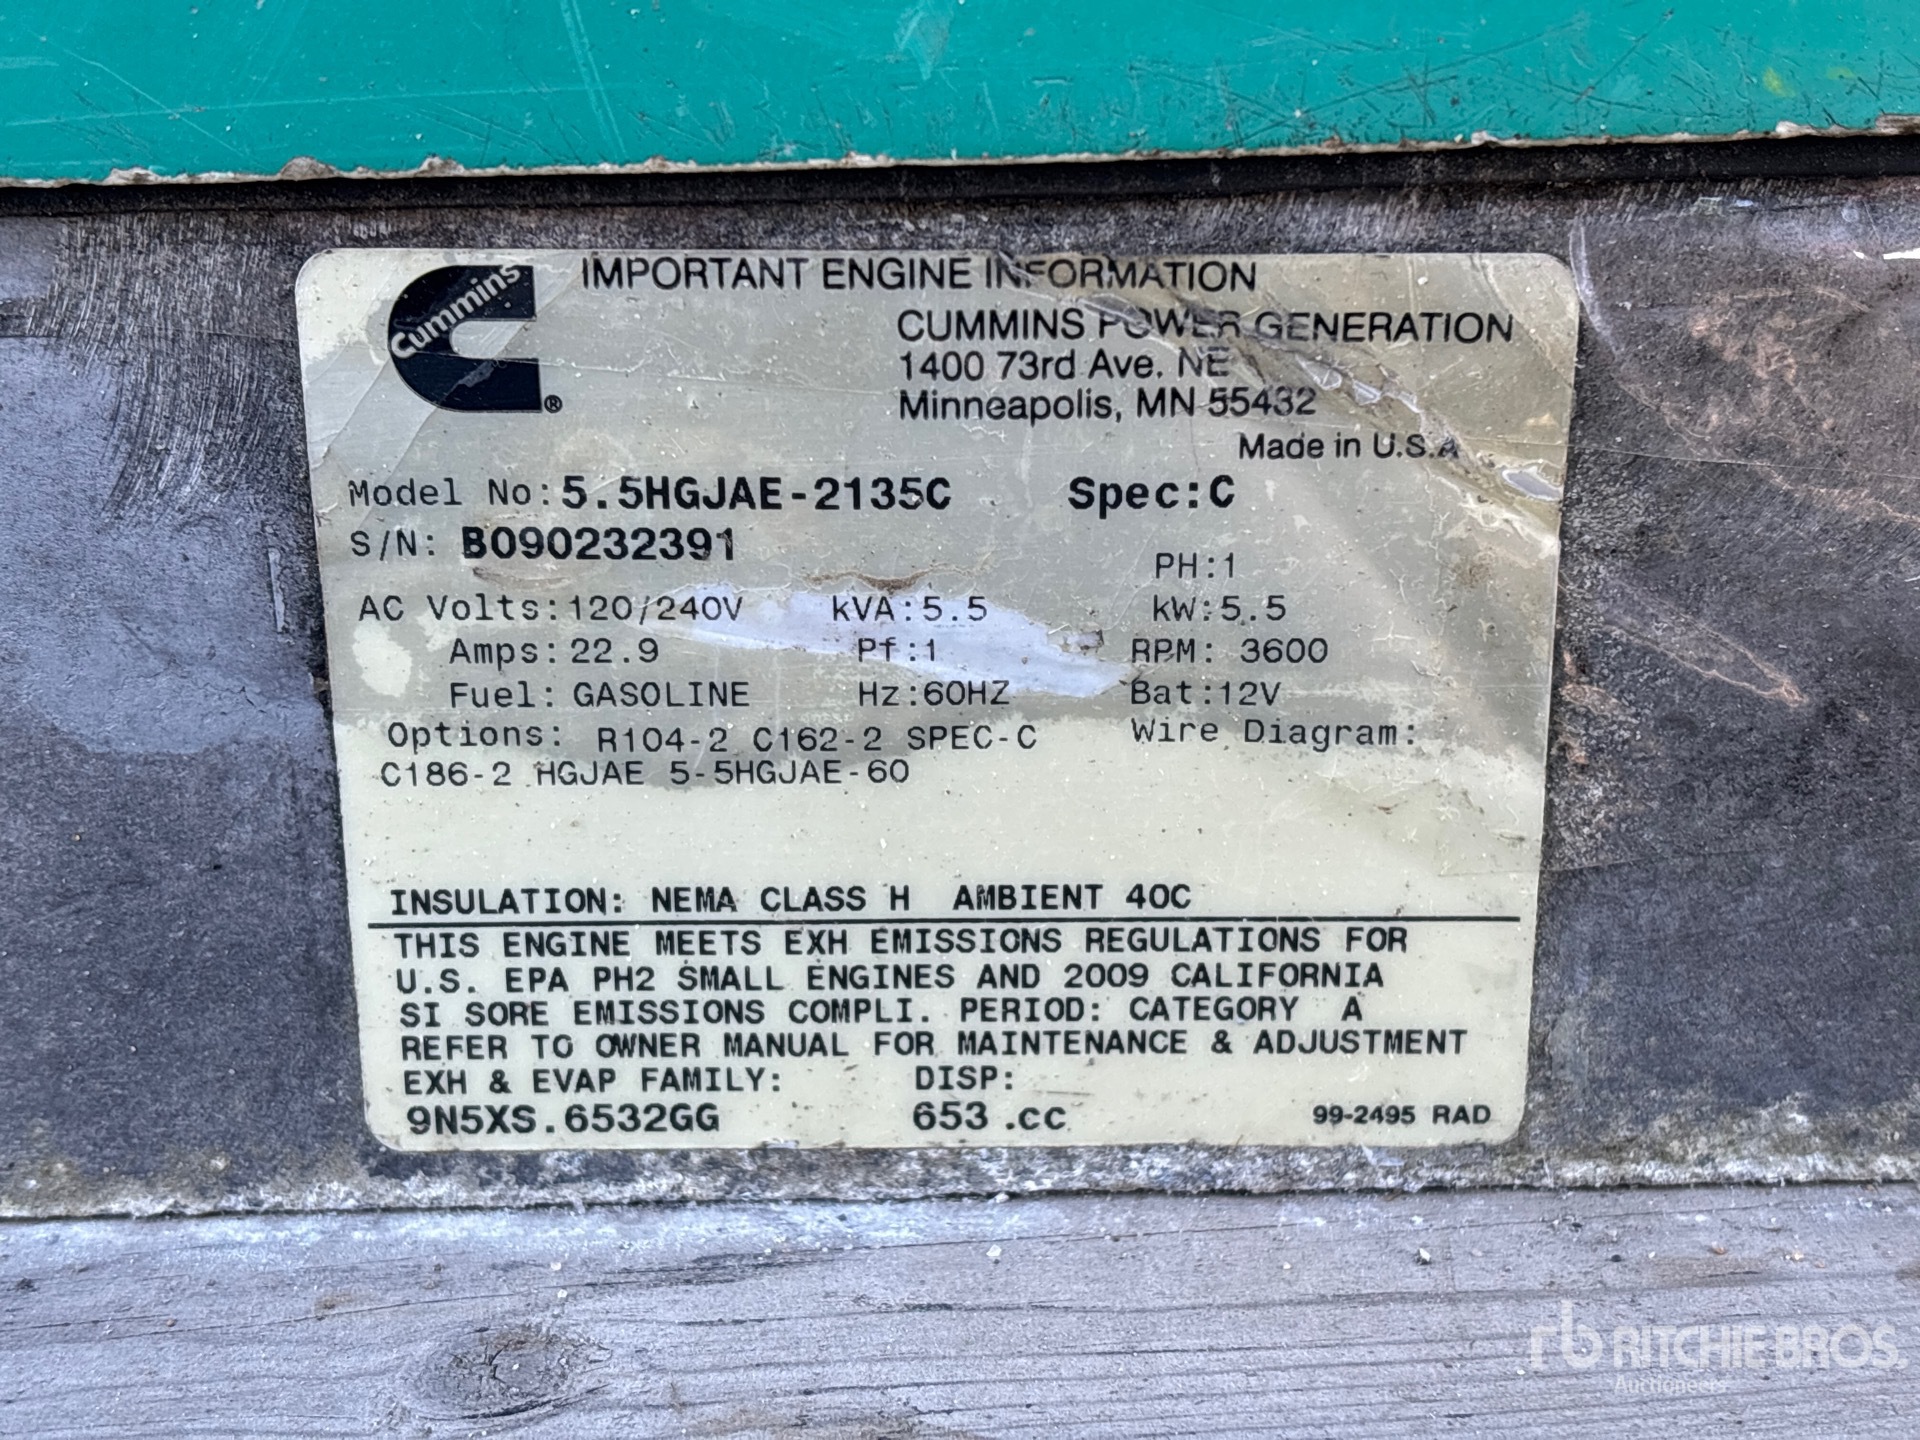 Cummins ®
IMPORTANT ENGINE INFORMATION
CUMMINS POWER GENERATION
1400 73rd Ave. NE
Minneapolis, MN 55432
Made in U.S.A
Model No: 5.5HGJAE-2135C Spec:C
S/N: B090232391
PH:1
AC Volts: 120/240V kVA:5.5 kW:5.5
Amps: 22.9 Pf:1 RPM: 3600
Fuel: GASOLINE Hz:60HZ Bat:12V
Options: R104-2 C162-2 SPEC-C Wire Diagram:
C186-2 HGJAE 5-5HGJAE-60
INSULATION: NEMA CLASS H AMBIENT 40C
THIS ENGINE MEETS EXH EMISSIONS REGULATIONS FOR
U.S. EPA PH2 SMALL ENGINES AND 2009 CALIFORNIA
SI SORE EMISSIONS COMPLI. PERIOD: CATEGORY A
REFER TO OWNER MANUAL FOR MAINTENANCE & ADJUSTMENT
EXH & EVAP FAMILY: DISP:
9N5XS.6532GG 653 .cc 99-2495 RAD
rb RITCHIE BROS.
Auctioneers